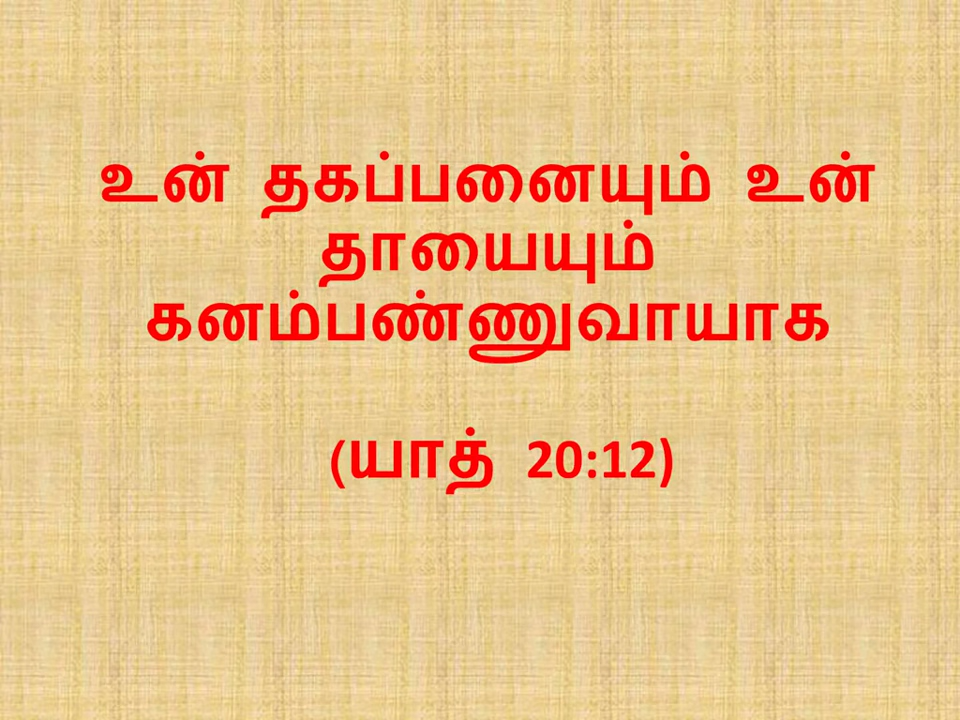 உன் தகப்பனையும் உன்
தாயையும்
கனம்பண்ணுவாயாக
(யாத் 20:12)